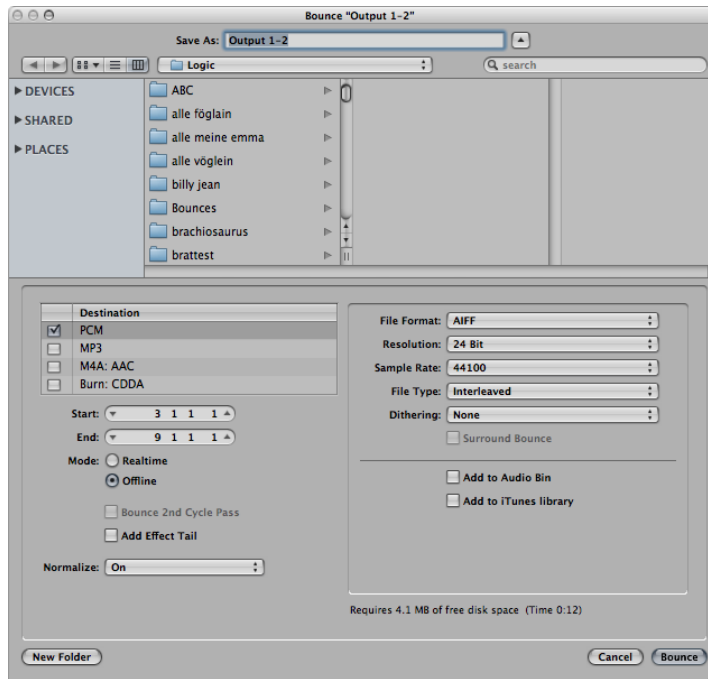 Bounce "Output 1-2"
Save As: Output 1-2
Logic
search
DEVICES
SHARED
PLACES
ABC
alle föglain
alle meine emma
alle vöglein
billy jean
Bounces
brachiosaurus
brattest
Destination
PCM
MP3
M4A: AAC
Burn: CDDA
Start: 3 1 1 1
End: 9 1 1 1
Mode: Realtime
Offline
Bounce 2nd Cycle Pass
Add Effect Tail
Normalize: On
File Format: AIFF
Resolution: 24 Bit
Sample Rate: 44100
File Type: Interleaved
Dithering: None
Surround Bounce
Add to Audio Bin
Add to iTunes library
Requires 4.1 MB of free disk space (Time 0:12)
New Folder
Cancel
Bounce